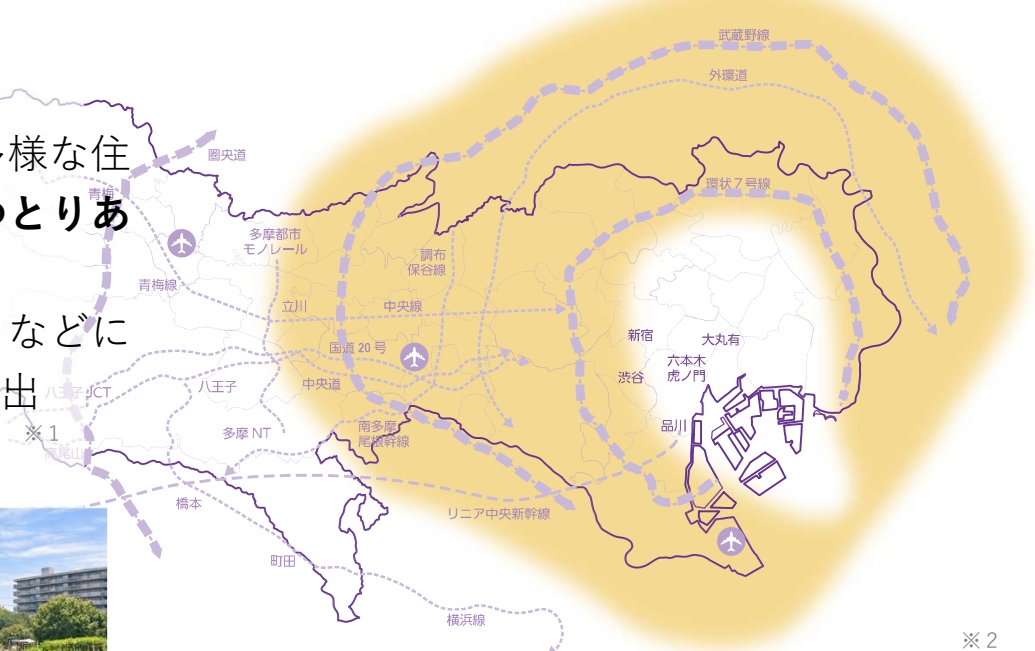 様な住
つとりあ
などに
出
※1
武蔵野線
外環道
圏央道
青梅
環状７号線
多摩都市
モノレール
調布
保谷線
青梅線
立川
中央線
新宿
大丸有
国道20号
六本木
虎ノ門
渋谷
八王子JCT
八王子
中央道
多摩NT
南多摩
尾根幹線
品川
高尾山
橋本
リニア中央新幹線
町田
横浜線
※2